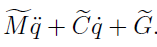 M̃q̈ + C̃q̇ + G̃.